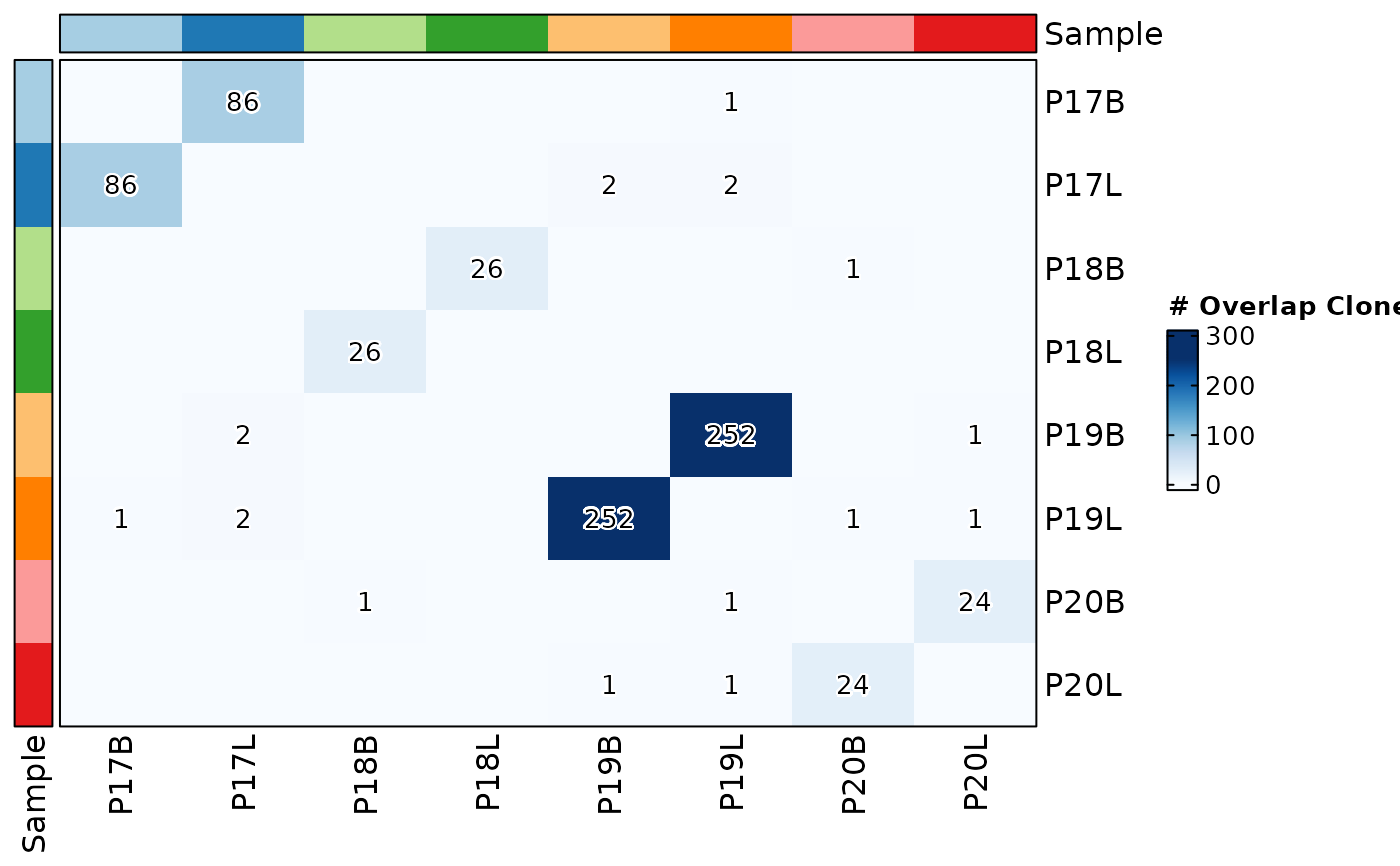 Sample
86 1 P17B
86 2 2 P17L
26 1 P18B
26 P18L
2 252 1 P19B
1 2 252 1 1 P19L
1 1 24 P20B
1 1 24 P20L
Sample P17B P17L P18B P18L P19B P19L P20B P20L
# Overlap Clone
300
200
100
0